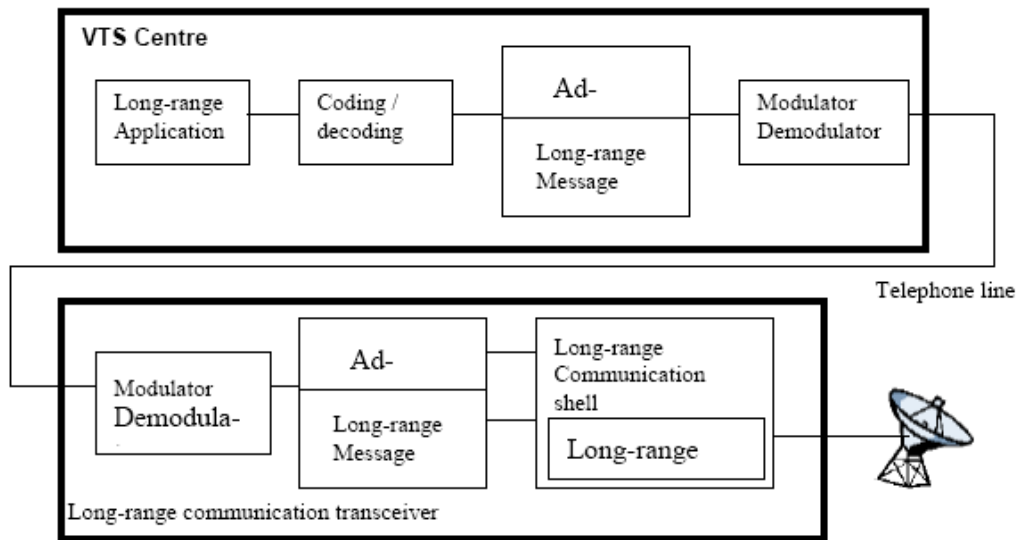 VTS Centre
Long-range
Application
Coding /
decoding
Ad-
Long-range
Message
Modulator
Demodulator
Telephone line
Modulator
Demodula-
Ad-
Long-range
Message
Long-range
Communication
shell
Long-range
Long-range communication transceiver